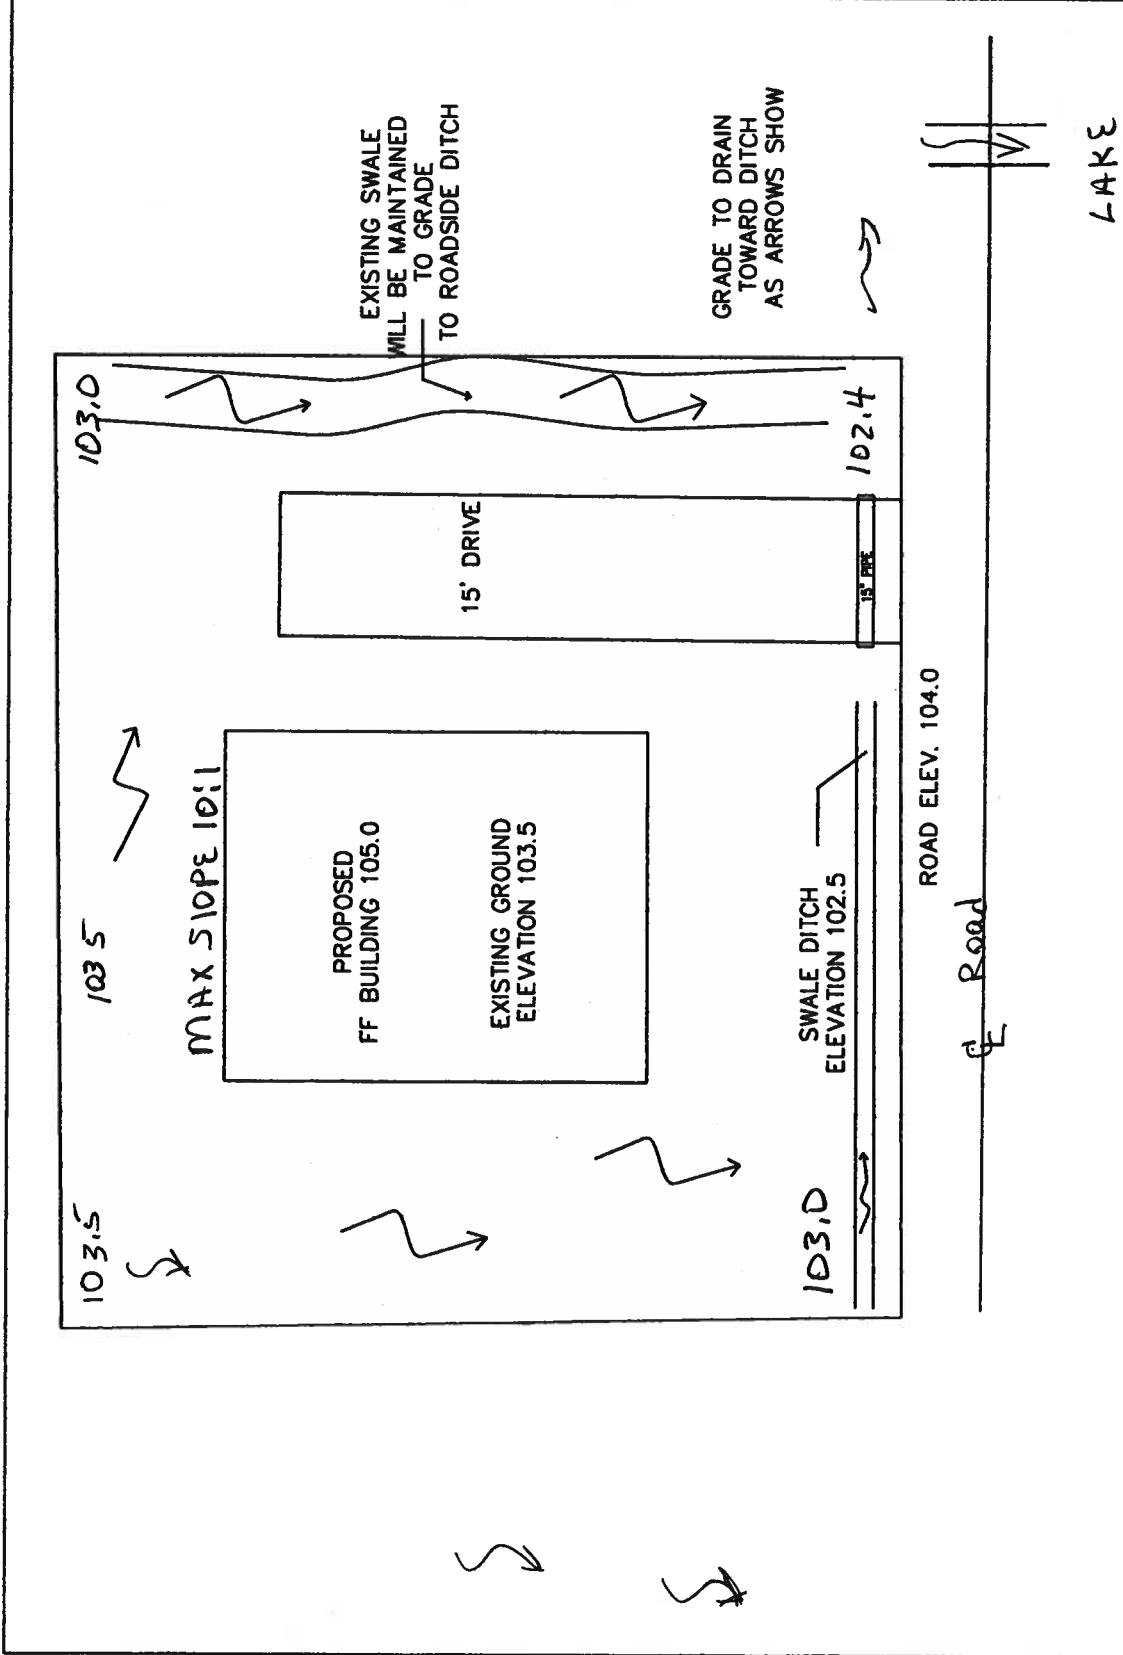 103.5
103 5
103.0
MAX SLOPE 10:1
PROPOSED
FF BUILDING 105.0
EXISTING GROUND
ELEVATION 103.5
15' DRIVE
EXISTING SWALE
WILL BE MAINTAINED
TO GRADE
TO ROADSIDE DITCH
GRADE TO DRAIN
TOWARD DITCH
AS ARROWS SHOW
SWALE DITCH
ELEVATION 102.5
103.0
15" PIPE
102.4
ROAD ELEV. 104.0
℄ Road
LAKE